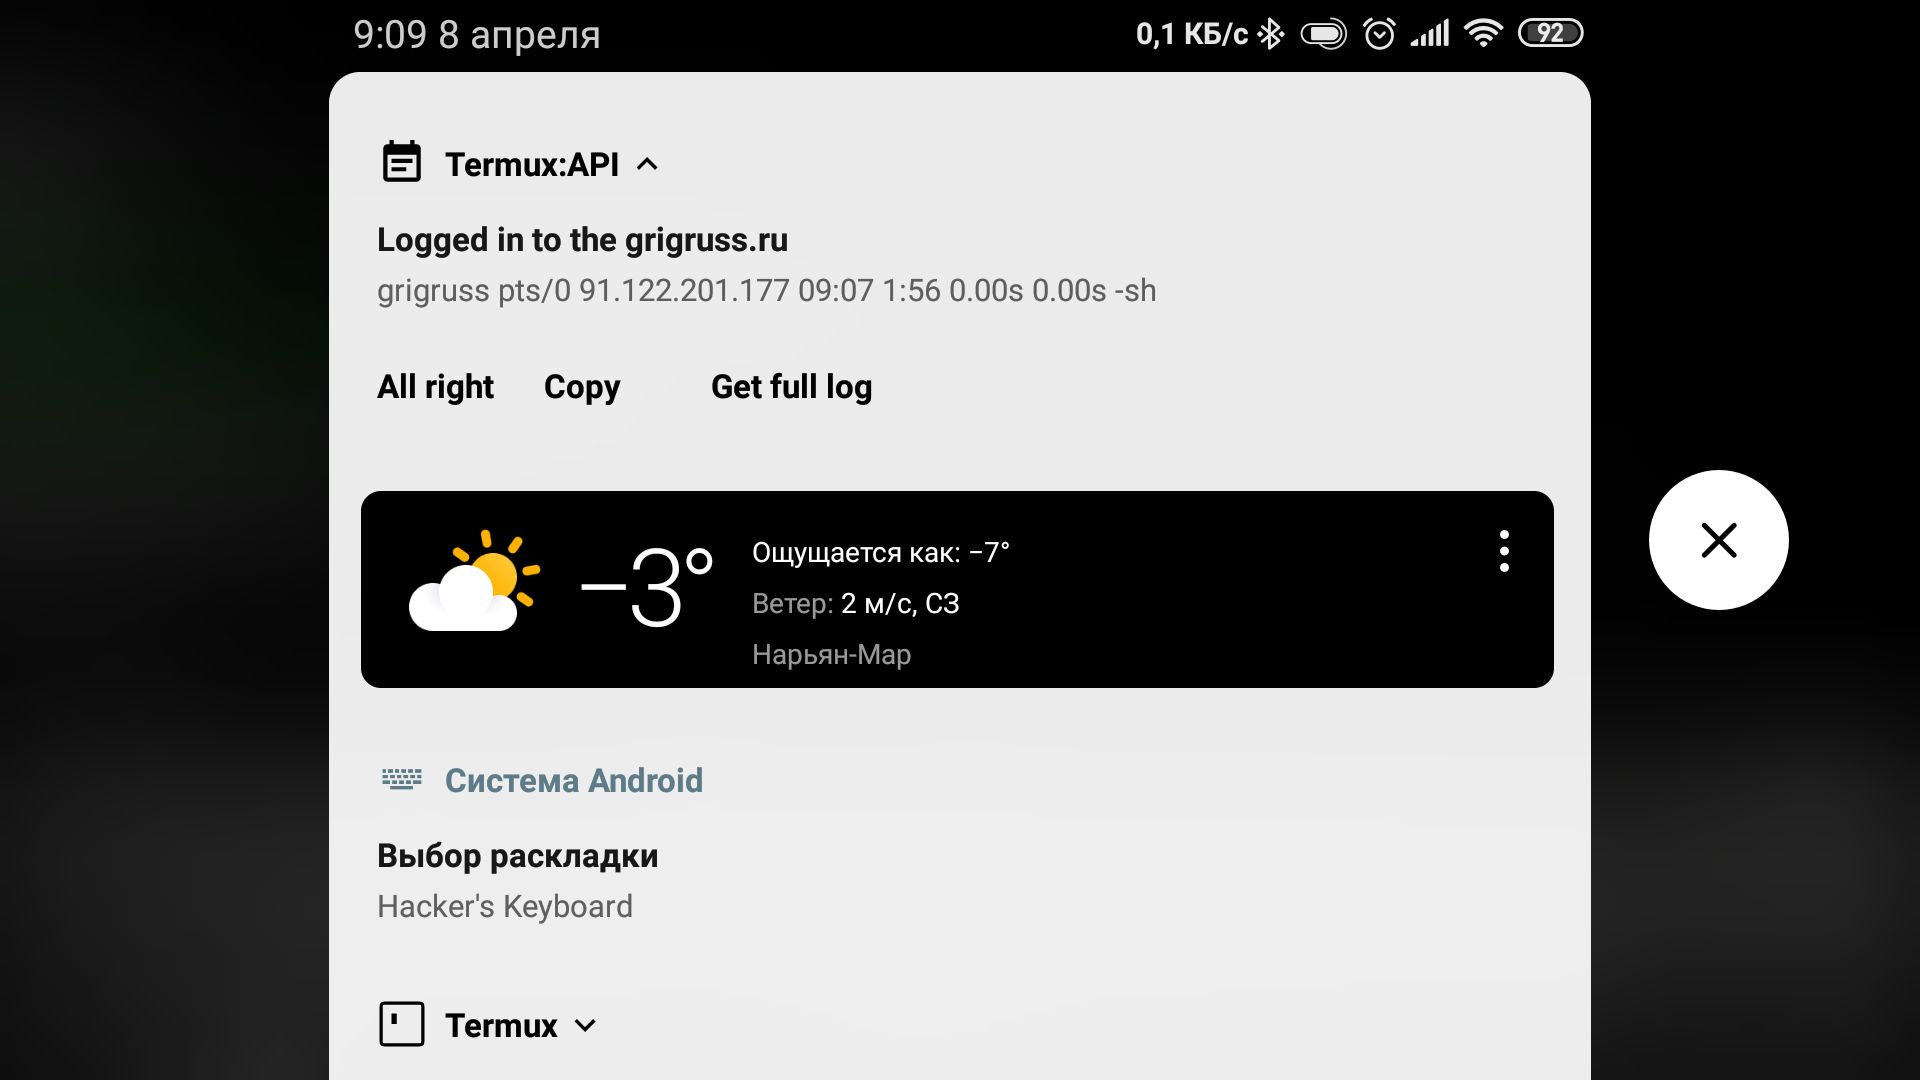 9:09 8 апреля 0,1 КБ/с 92
Termux:API
Logged in to the grigruss.ru
grigruss pts/0 91.122.201.177 09:07 1:56 0.00s 0.00s -sh
All right Copy Get full log
−3° Ощущается как: −7°
Ветер: 2 м/с, СЗ
Нарьян-Мар
Система Android
Выбор раскладки
Hacker's Keyboard
Termux